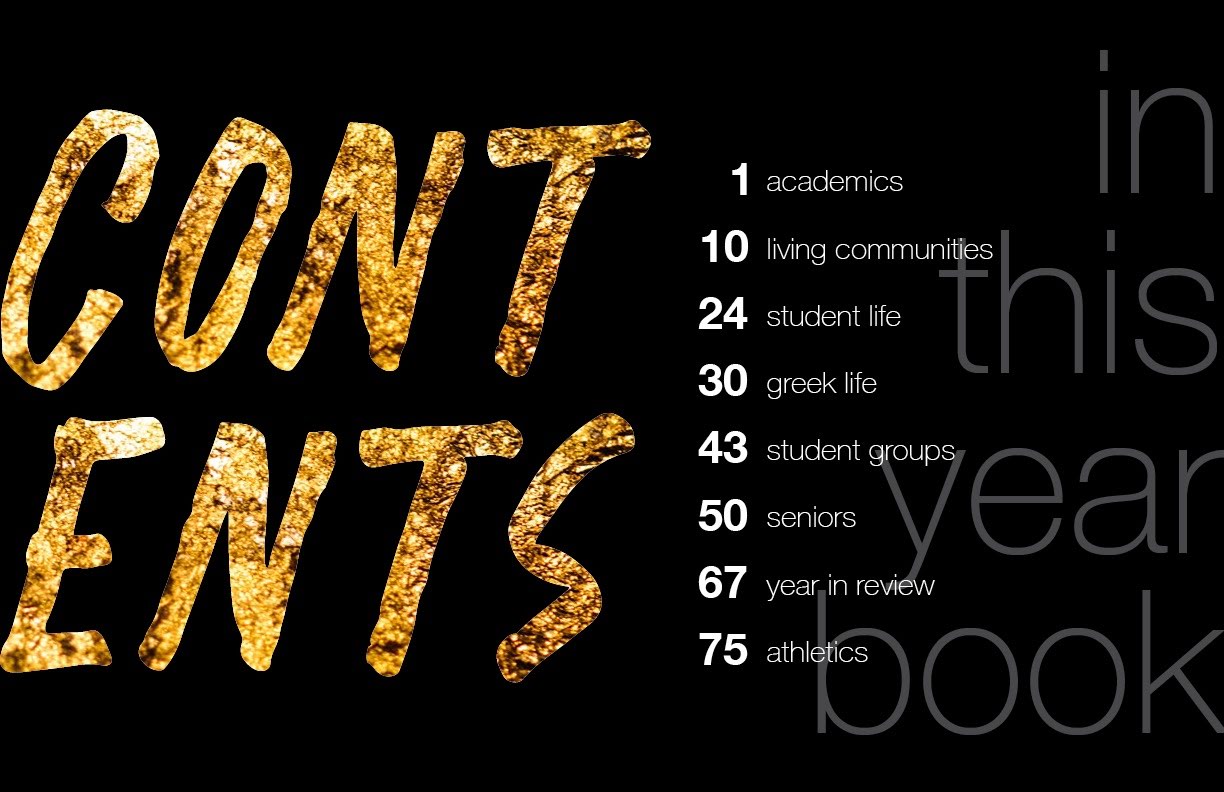 CONT
ENTS
1 academics
10 living communities
24 student life
30 greek life
43 student groups
50 seniors
67 year in review
75 athletics
in
this
year
book